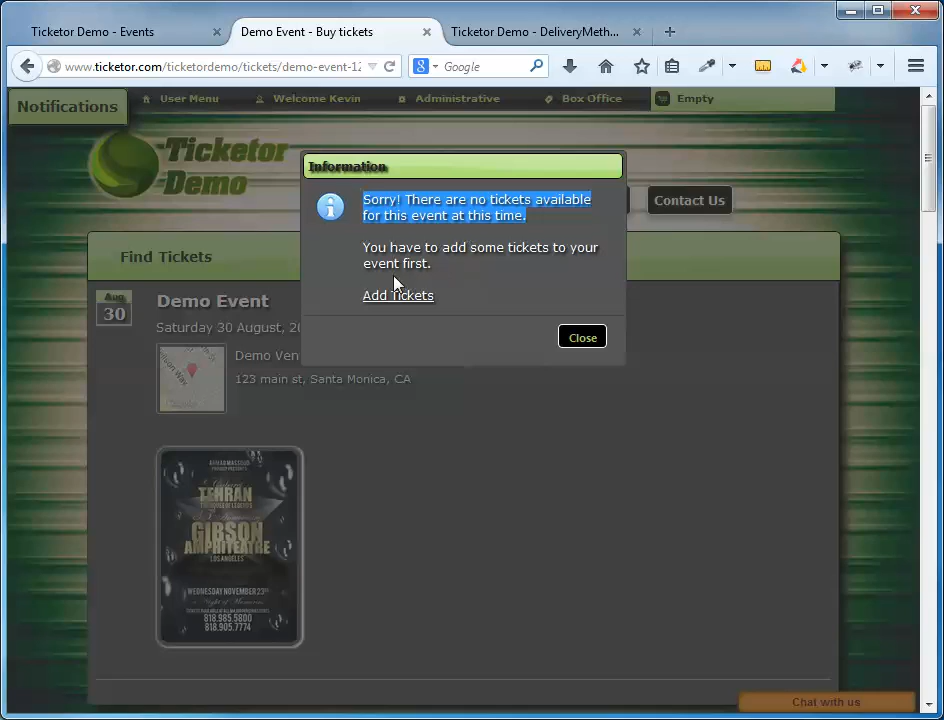 Ticketor Demo - Events
Demo Event - Buy tickets
Ticketor Demo - DeliveryMeth...
www.ticketor.com/ticketordemo/tickets/demo-event-12
Google
Notifications
User Menu
Welcome Kevin
Administrative
Box Office
Empty
Ticketor
Demo
Contact Us
Information
Sorry! There are no tickets available
for this event at this time.
You have to add some tickets to your
event first.
Add Tickets
Close
Find Tickets
Aug
30
Demo Event
Saturday 30 August, 20
Demo Ven
123 main st, Santa Monica, CA
TEHRAN
GIBSON
AMPHITEATRE
LOS ANGELES
WEDNESDAY NOVEMBER 23
818.985.5800
818.905.7774
Chat with us